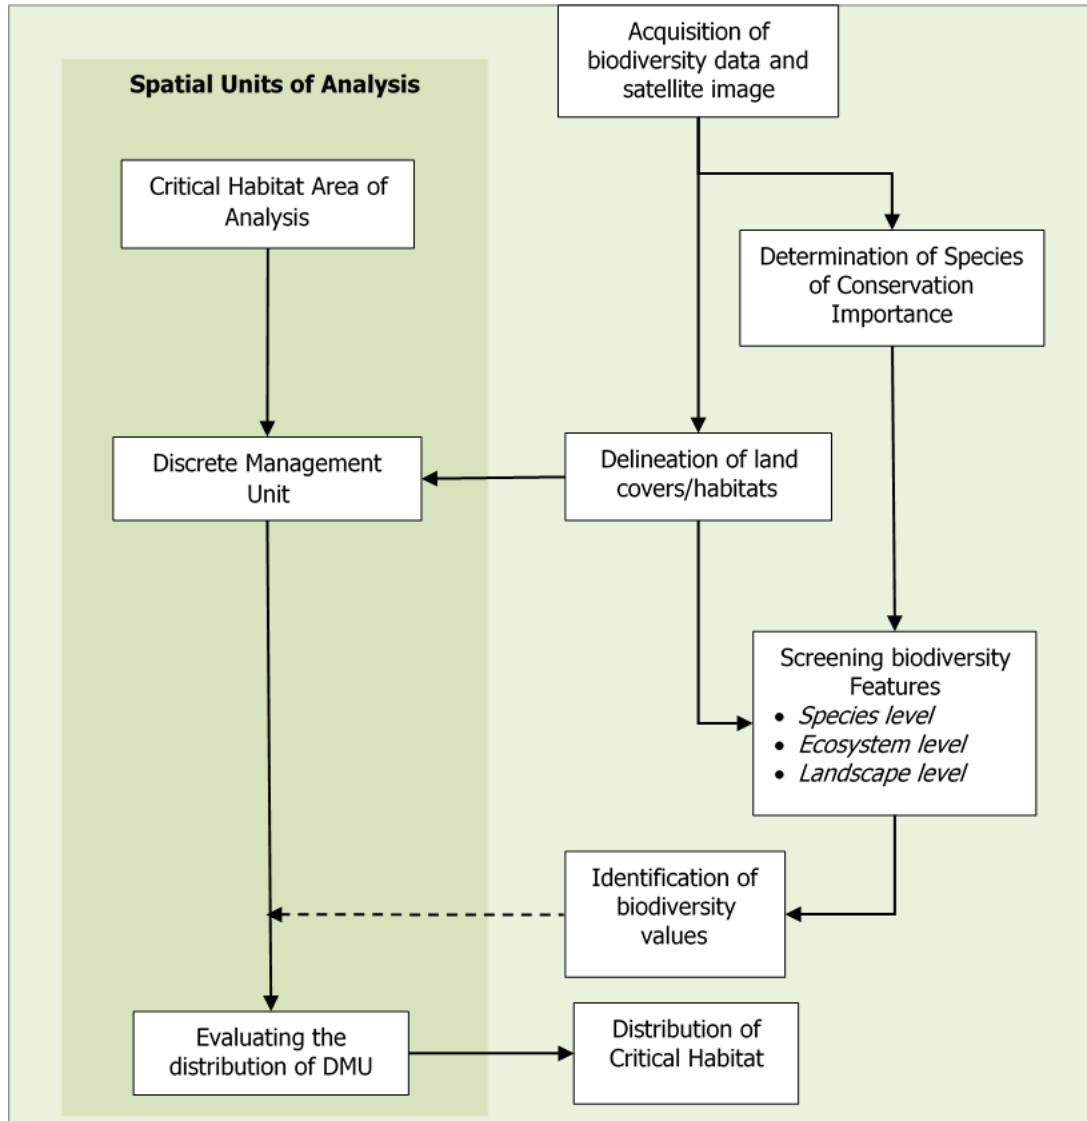 Acquisition of
biodiversity data and
satellite image
Spatial Units of Analysis
Critical Habitat Area of
Analysis
Determination of Species
of Conservation
Importance
Discrete Management
Unit
Delineation of land
covers/habitats
Screening biodiversity
Features
• Species level
• Ecosystem level
• Landscape level
Identification of
biodiversity
values
Evaluating the
distribution of DMU
Distribution of
Critical Habitat